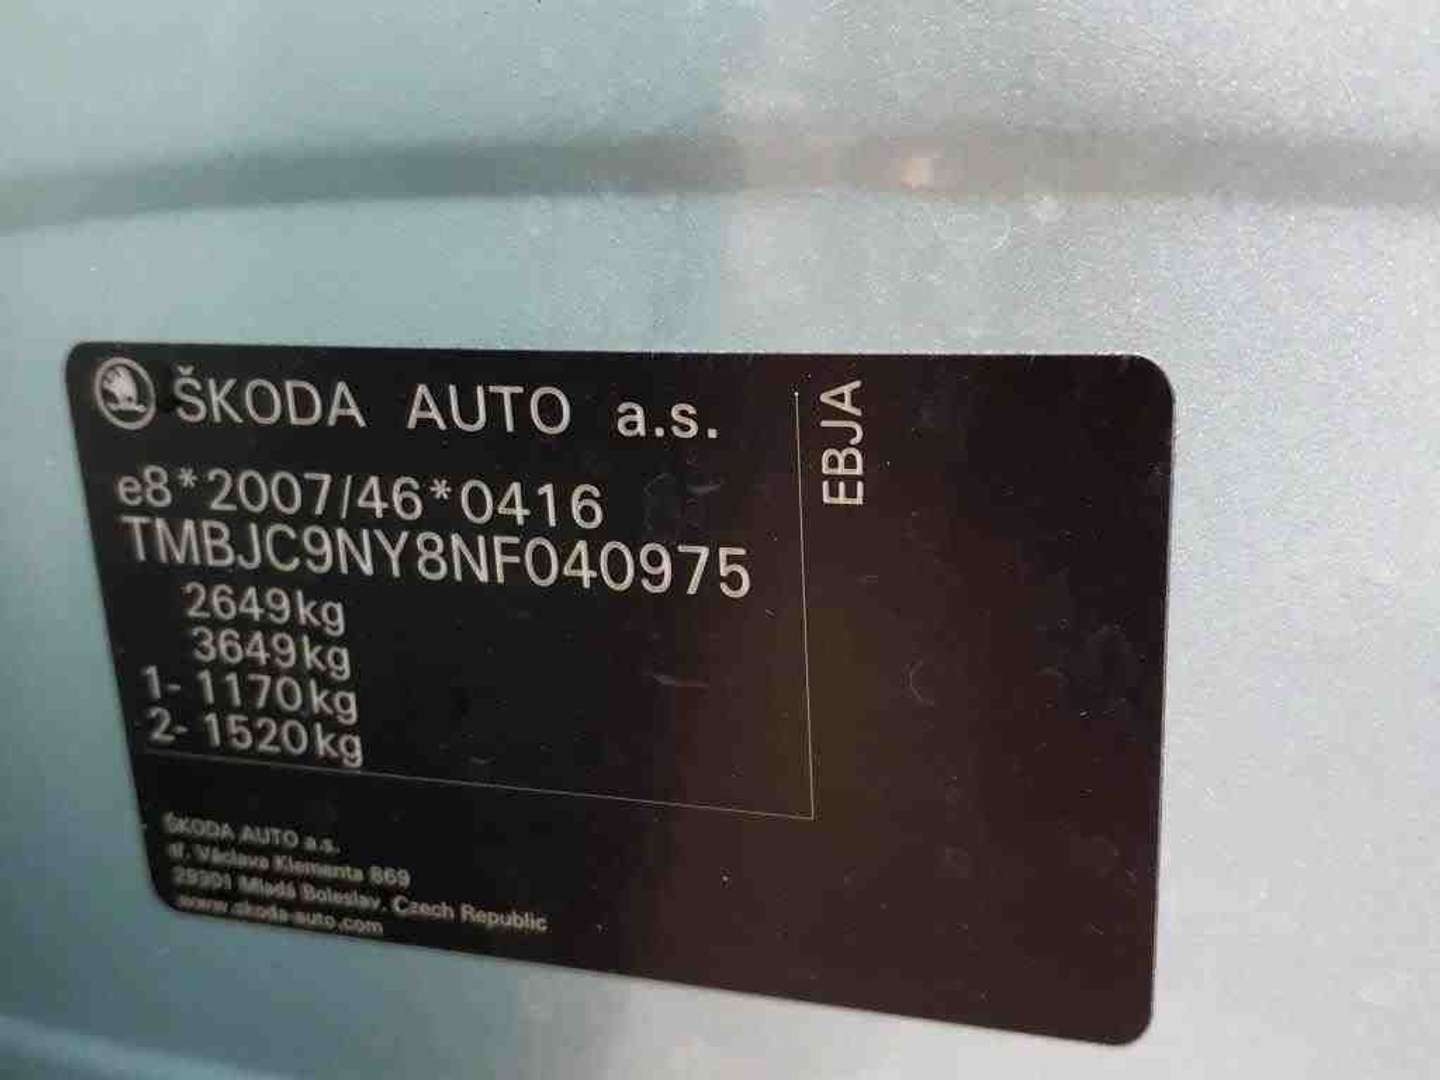 ŠKODA AUTO a.s.
e8*2007/46*0416
TMBJC9NY8NF040975
2649kg
3649kg
1- 1170kg
2- 1520kg
EBJA
ŠKODA AUTO a.s.
tř. Václava Klementa 869
29301 Mladá Boleslav, Czech Republic
www.skoda-auto.com